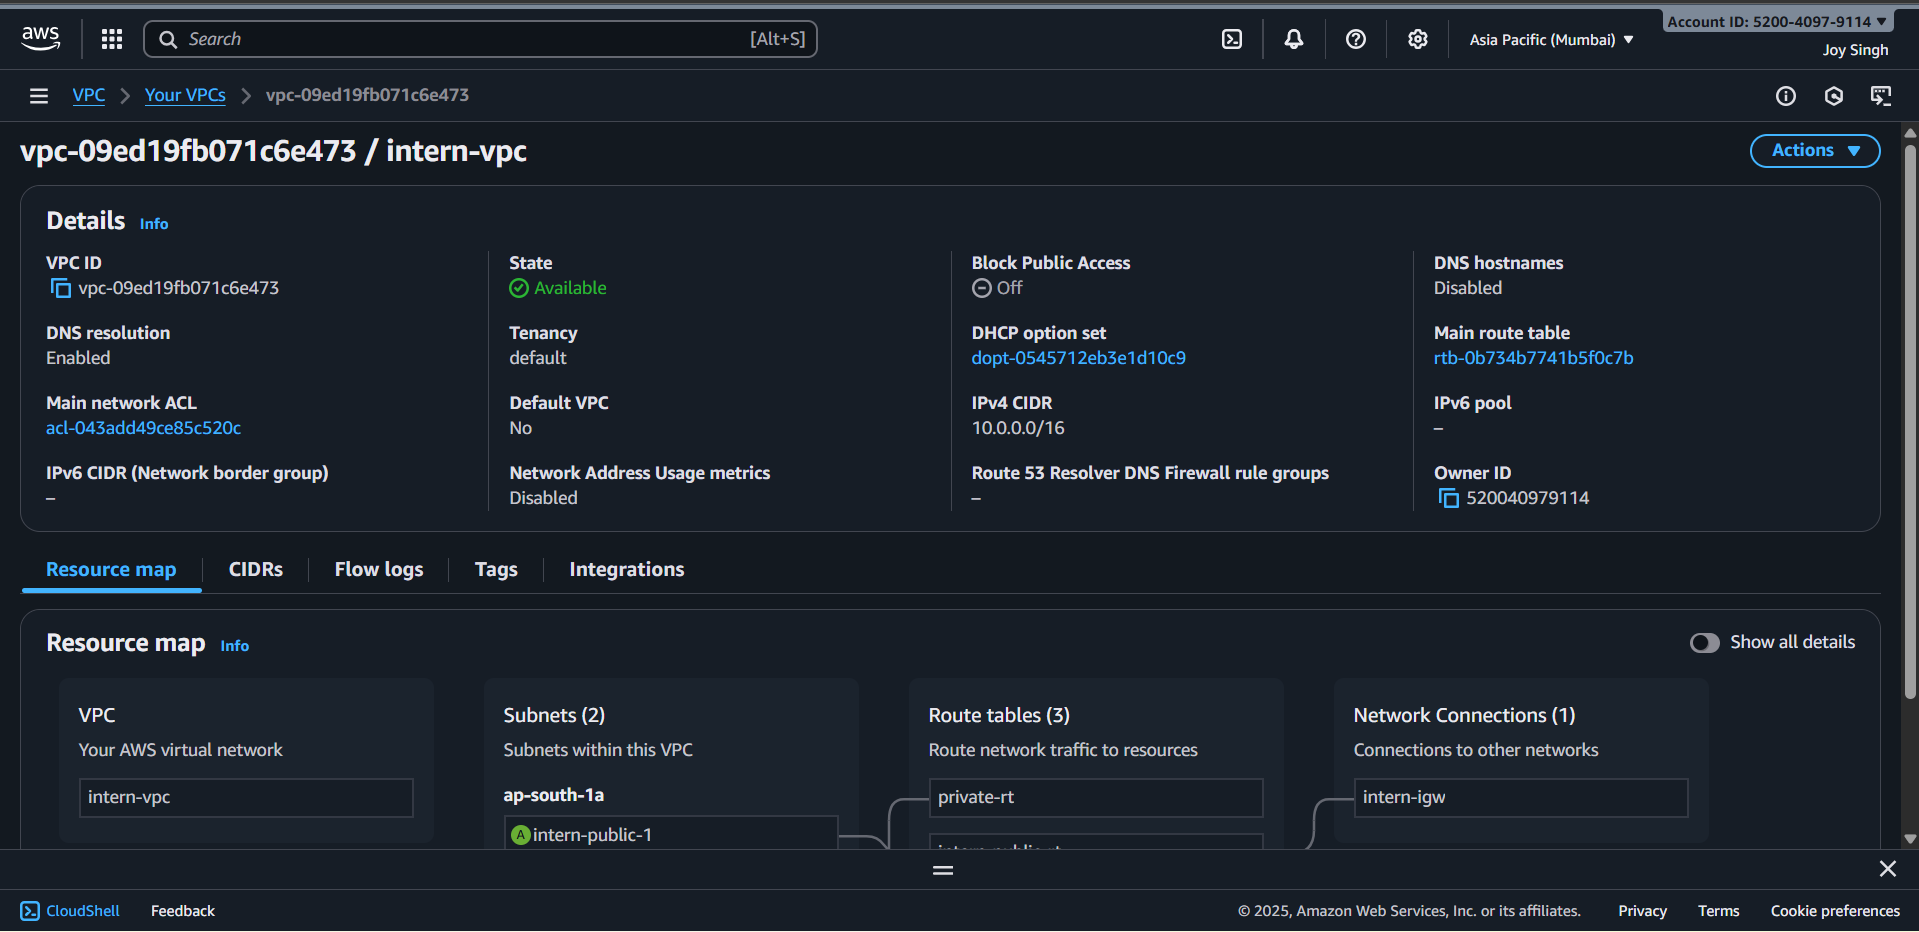 aws
Search [Alt+S]
Asia Pacific (Mumbai)
Account ID: 5200-4097-9114
Joy Singh
VPC
Your VPCs
vpc-09ed19fb071c6e473
vpc-09ed19fb071c6e473 / intern-vpc
Actions
Details Info
VPC ID
vpc-09ed19fb071c6e473
State
Available
Block Public Access
Off
DNS hostnames
Disabled
DNS resolution
Enabled
Tenancy
default
DHCP option set
dopt-0545712eb3e1d10c9
Main route table
rtb-0b734b7741b5f0c7b
Main network ACL
acl-043add49ce85c520c
Default VPC
No
IPv4 CIDR
10.0.0.0/16
IPv6 pool
–
IPv6 CIDR (Network border group)
–
Network Address Usage metrics
Disabled
Route 53 Resolver DNS Firewall rule groups
–
Owner ID
520040979114
Resource map
CIDRs
Flow logs
Tags
Integrations
Resource map Info
Show all details
VPC
Your AWS virtual network
intern-vpc
Subnets (2)
Subnets within this VPC
ap-south-1a
A intern-public-1
Route tables (3)
Route network traffic to resources
private-rt
Network Connections (1)
Connections to other networks
intern-igw
CloudShell
Feedback
© 2025, Amazon Web Services, Inc. or its affiliates.
Privacy
Terms
Cookie preferences